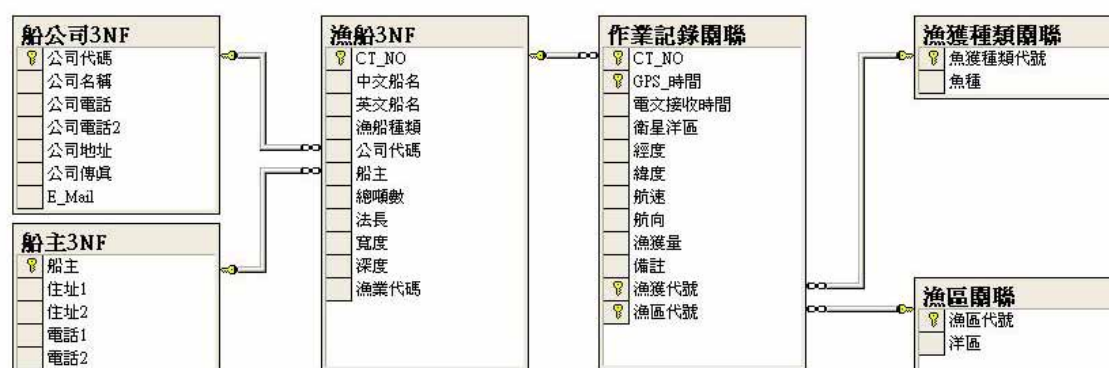 船公司3NF
公司代碼
公司名稱
公司電話
公司電話2
公司地址
公司傳眞
E_Mail
船主3NF
船主
住址1
住址2
電話1
電話2
漁船3NF
CT_NO
中文船名
英文船名
漁船種類
公司代碼
船主
總噸數
法長
寬度
深度
漁業代碼
作業記錄關聯
CT_NO
GPS_時間
電文接收時間
衛星洋區
經度
緯度
航速
航向
漁獲量
備註
漁獲代號
漁區代號
漁獲種類關聯
魚獲種類代號
魚種
漁區關聯
漁區代號
洋區